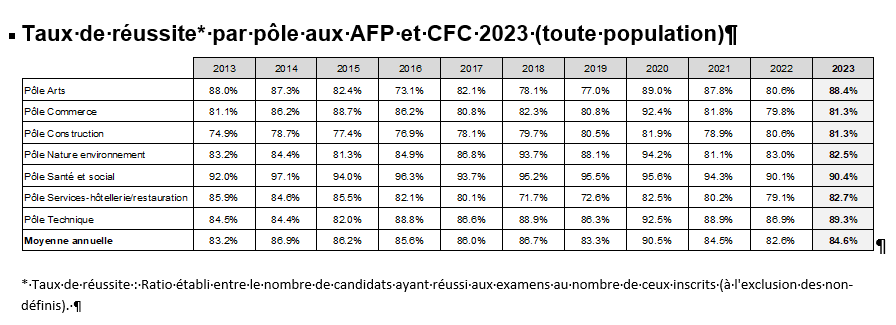 Taux de réussite* par pôle aux AFP et CFC 2023 (toute population)¶
2013 2014 2015 2016 2017 2018 2019 2020 2021 2022 2023
Pôle Arts 88.0% 87.3% 82.4% 73.1% 82.1% 78.1% 77.0% 89.0% 87.8% 80.6% 88.4%
Pôle Commerce 81.1% 86.2% 88.7% 86.2% 80.8% 82.3% 80.8% 92.4% 81.8% 79.8% 81.3%
Pôle Construction 74.9% 78.7% 77.4% 76.9% 78.1% 79.7% 80.5% 81.9% 78.9% 80.6% 81.3%
Pôle Nature environnement 83.2% 84.4% 81.3% 84.9% 86.8% 93.7% 88.1% 94.2% 81.1% 83.0% 82.5%
Pôle Santé et social 92.0% 97.1% 94.0% 96.3% 93.7% 95.2% 95.5% 95.6% 94.3% 90.1% 90.4%
Pôle Services-hôtellerie/restauration 85.9% 84.6% 85.5% 82.1% 80.1% 71.7% 72.6% 82.5% 80.2% 79.1% 82.7%
Pôle Technique 84.5% 84.4% 82.0% 88.8% 86.6% 88.9% 86.3% 92.5% 88.9% 86.9% 89.3%
Moyenne annuelle 83.2% 86.9% 86.2% 85.6% 86.0% 86.7% 83.3% 90.5% 84.5% 82.6% 84.6% ¶
* Taux de réussite : Ratio établi entre le nombre de candidats ayant réussi aux examens au nombre de ceux inscrits (à l'exclusion des non-
définis). ¶